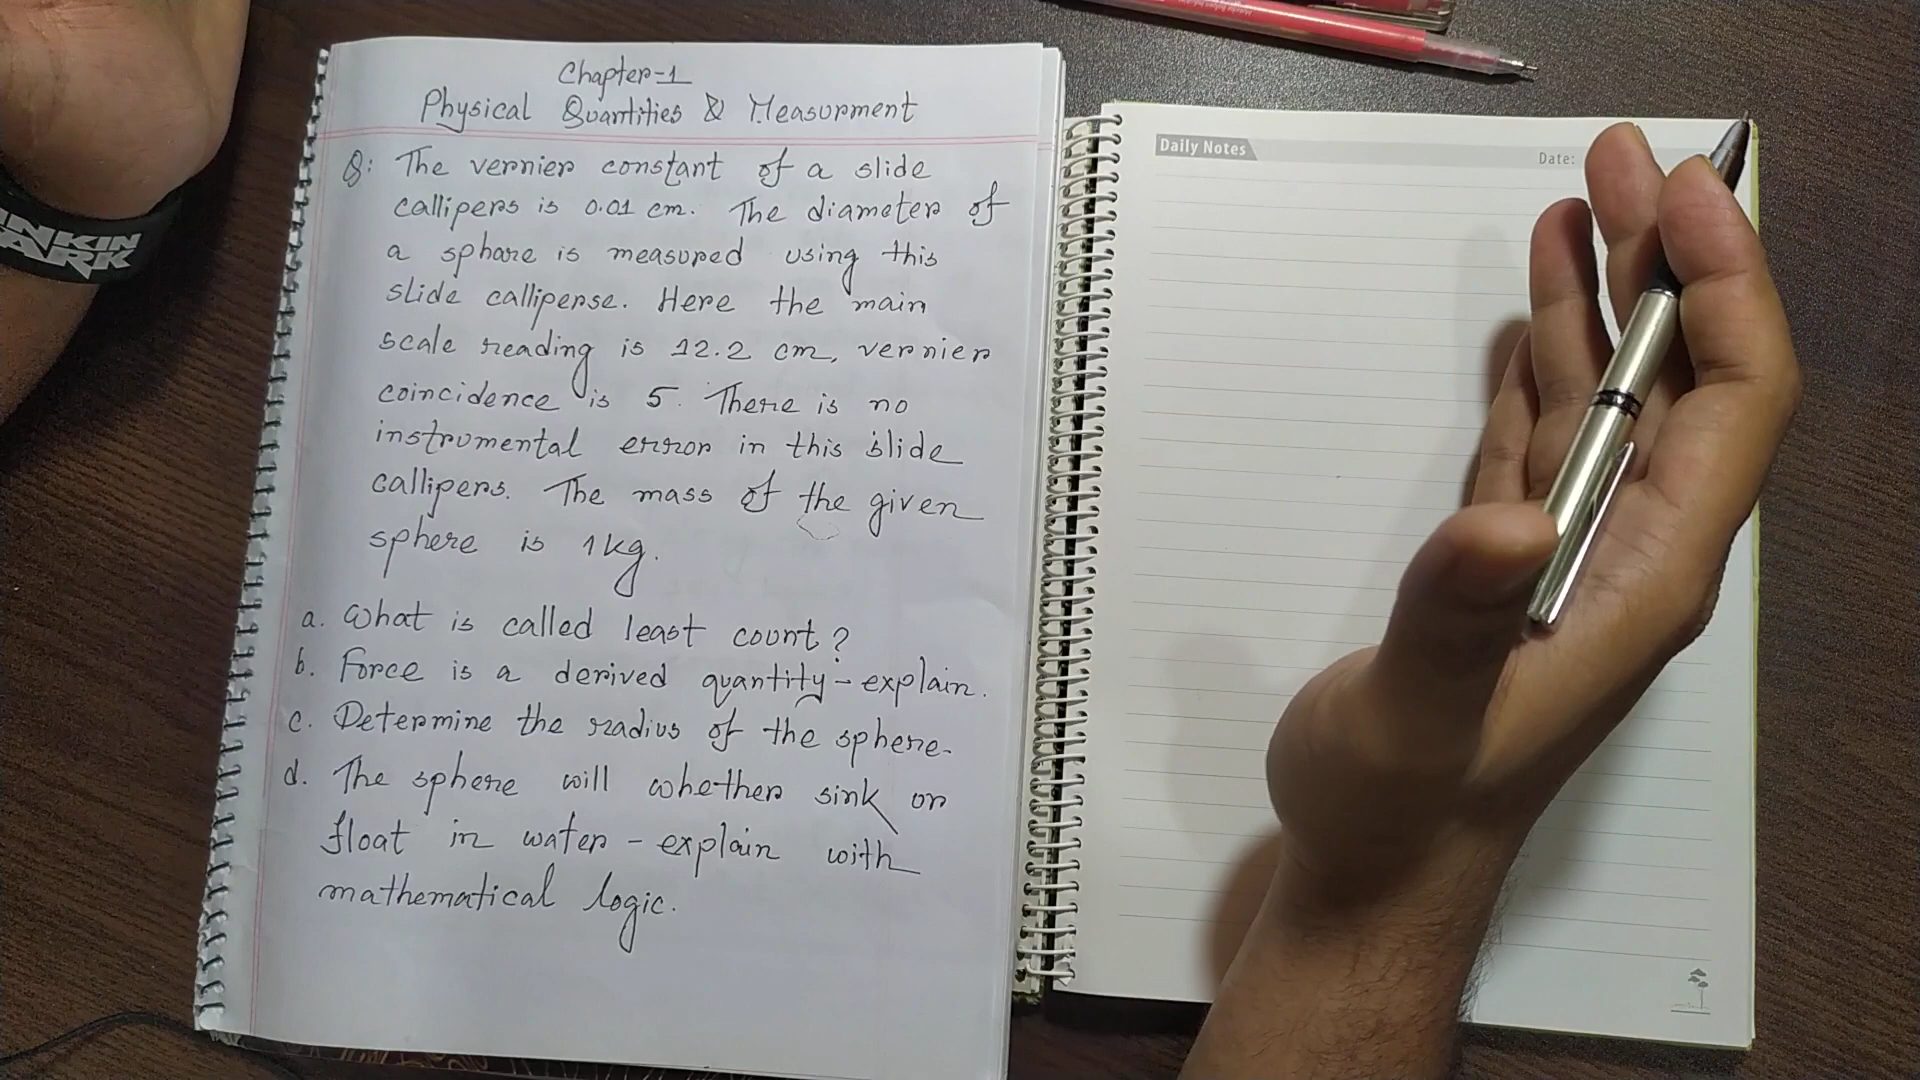 Chapter-1
Physical Quantities & Measurment
Q: The vernier constant of a slide
callipers is 0.01 cm. The diameter of
a sphare is measured using this
slide calliperse. Here the main
scale reading is 12.2 cm, vernier
coincidence is 5. There is no
instrumental error in this slide
callipers. The mass of the given
sphere is 1kg.
a. What is called least count?
b. Force is a derived quantity - explain.
c. Determine the radius of the sphere.
d. The sphere will whether sink or
float in water - explain with
mathematical logic.
Daily Notes
Date:
NKIN
ARK